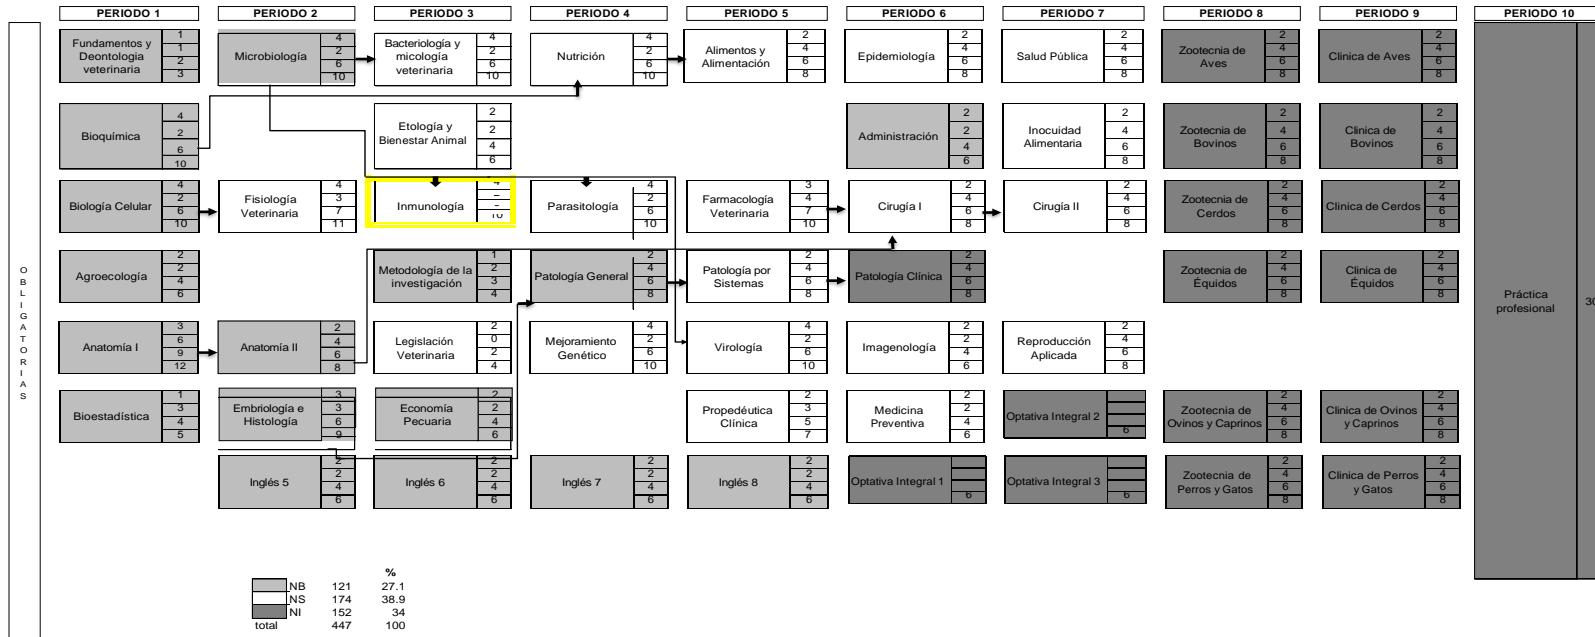 PERIODO 1 PERIODO 2 PERIODO 3 PERIODO 4 PERIODO 5 PERIODO 6 PERIODO 7 PERIODO 8 PERIODO 9 PERIODO 10
OBLIGATORIAS
Fundamentos y
Deontologia
veterinaria
1
1
2
3
Microbiología
4
2
6
10
Bacteriología y
micología
veterinaria
4
2
6
10
Nutrición
4
2
6
10
Alimentos y
Alimentación
2
4
6
8
Epidemiología
2
4
6
8
Salud Pública
2
4
6
8
Zootecnia de
Aves
2
4
6
8
Clinica de Aves
2
4
6
8
Bioquímica
4
2
6
10
Etología y
Bienestar Animal
2
2
4
6
Administración
2
2
4
6
Inocuidad
Alimentaria
2
4
6
8
Zootecnia de
Bovinos
2
4
6
8
Clinica de
Bovinos
2
4
6
8
Biología Celular
4
2
6
10
Fisiología
Veterinaria
4
3
7
11
Inmunología
4
10
Parasitología
4
2
6
10
Farmacología
Veterinaria
3
4
7
10
Cirugía I
2
4
6
8
Cirugía II
2
4
6
8
Zootecnia de
Cerdos
2
4
6
8
Clinica de Cerdos
2
4
6
8
Agroecología
2
2
4
6
Metodología de la
investigación
1
2
3
4
Patología General
2
4
6
8
Patología por
Sistemas
2
4
6
8
Patología Clínica
2
4
6
8
Zootecnia de
Équidos
2
4
6
8
Clínica de
Équidos
2
4
6
8
Práctica
profesional
30
Anatomía I
3
6
9
12
Anatomía II
2
4
6
8
Legislación
Veterinaria
2
0
2
4
Mejoramiento
Genético
4
2
6
10
Virología
4
2
6
10
Imagenología
2
2
4
6
Reproducción
Aplicada
2
4
6
8
Bioestadística
1
3
4
5
Embriología e
Histología
3
3
6
9
Economía
Pecuaria
2
2
4
6
Propedéutica
Clínica
2
3
5
7
Medicina
Preventiva
2
2
4
6
Optativa Integral 2
6
Zootecnia de
Ovinos y Caprinos
2
4
6
8
Clinica de Ovinos
y Caprinos
2
4
6
8
Inglés 5
2
2
4
6
Inglés 6
2
2
4
6
Inglés 7
2
2
4
6
Inglés 8
2
2
4
6
Optativa Integral 1
6
Optativa Integral 3
6
Zootecnia de
Perros y Gatos
2
4
6
8
Clinica de Perros
y Gatos
2
4
6
8
%
NB 121 27.1
NS 174 38.9
NI 152 34
total 447 100